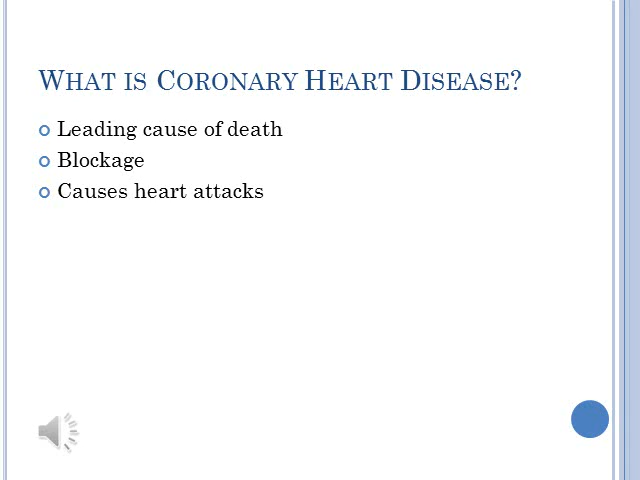 What is Coronary Heart Disease?
Leading cause of death
Blockage
Causes heart attacks